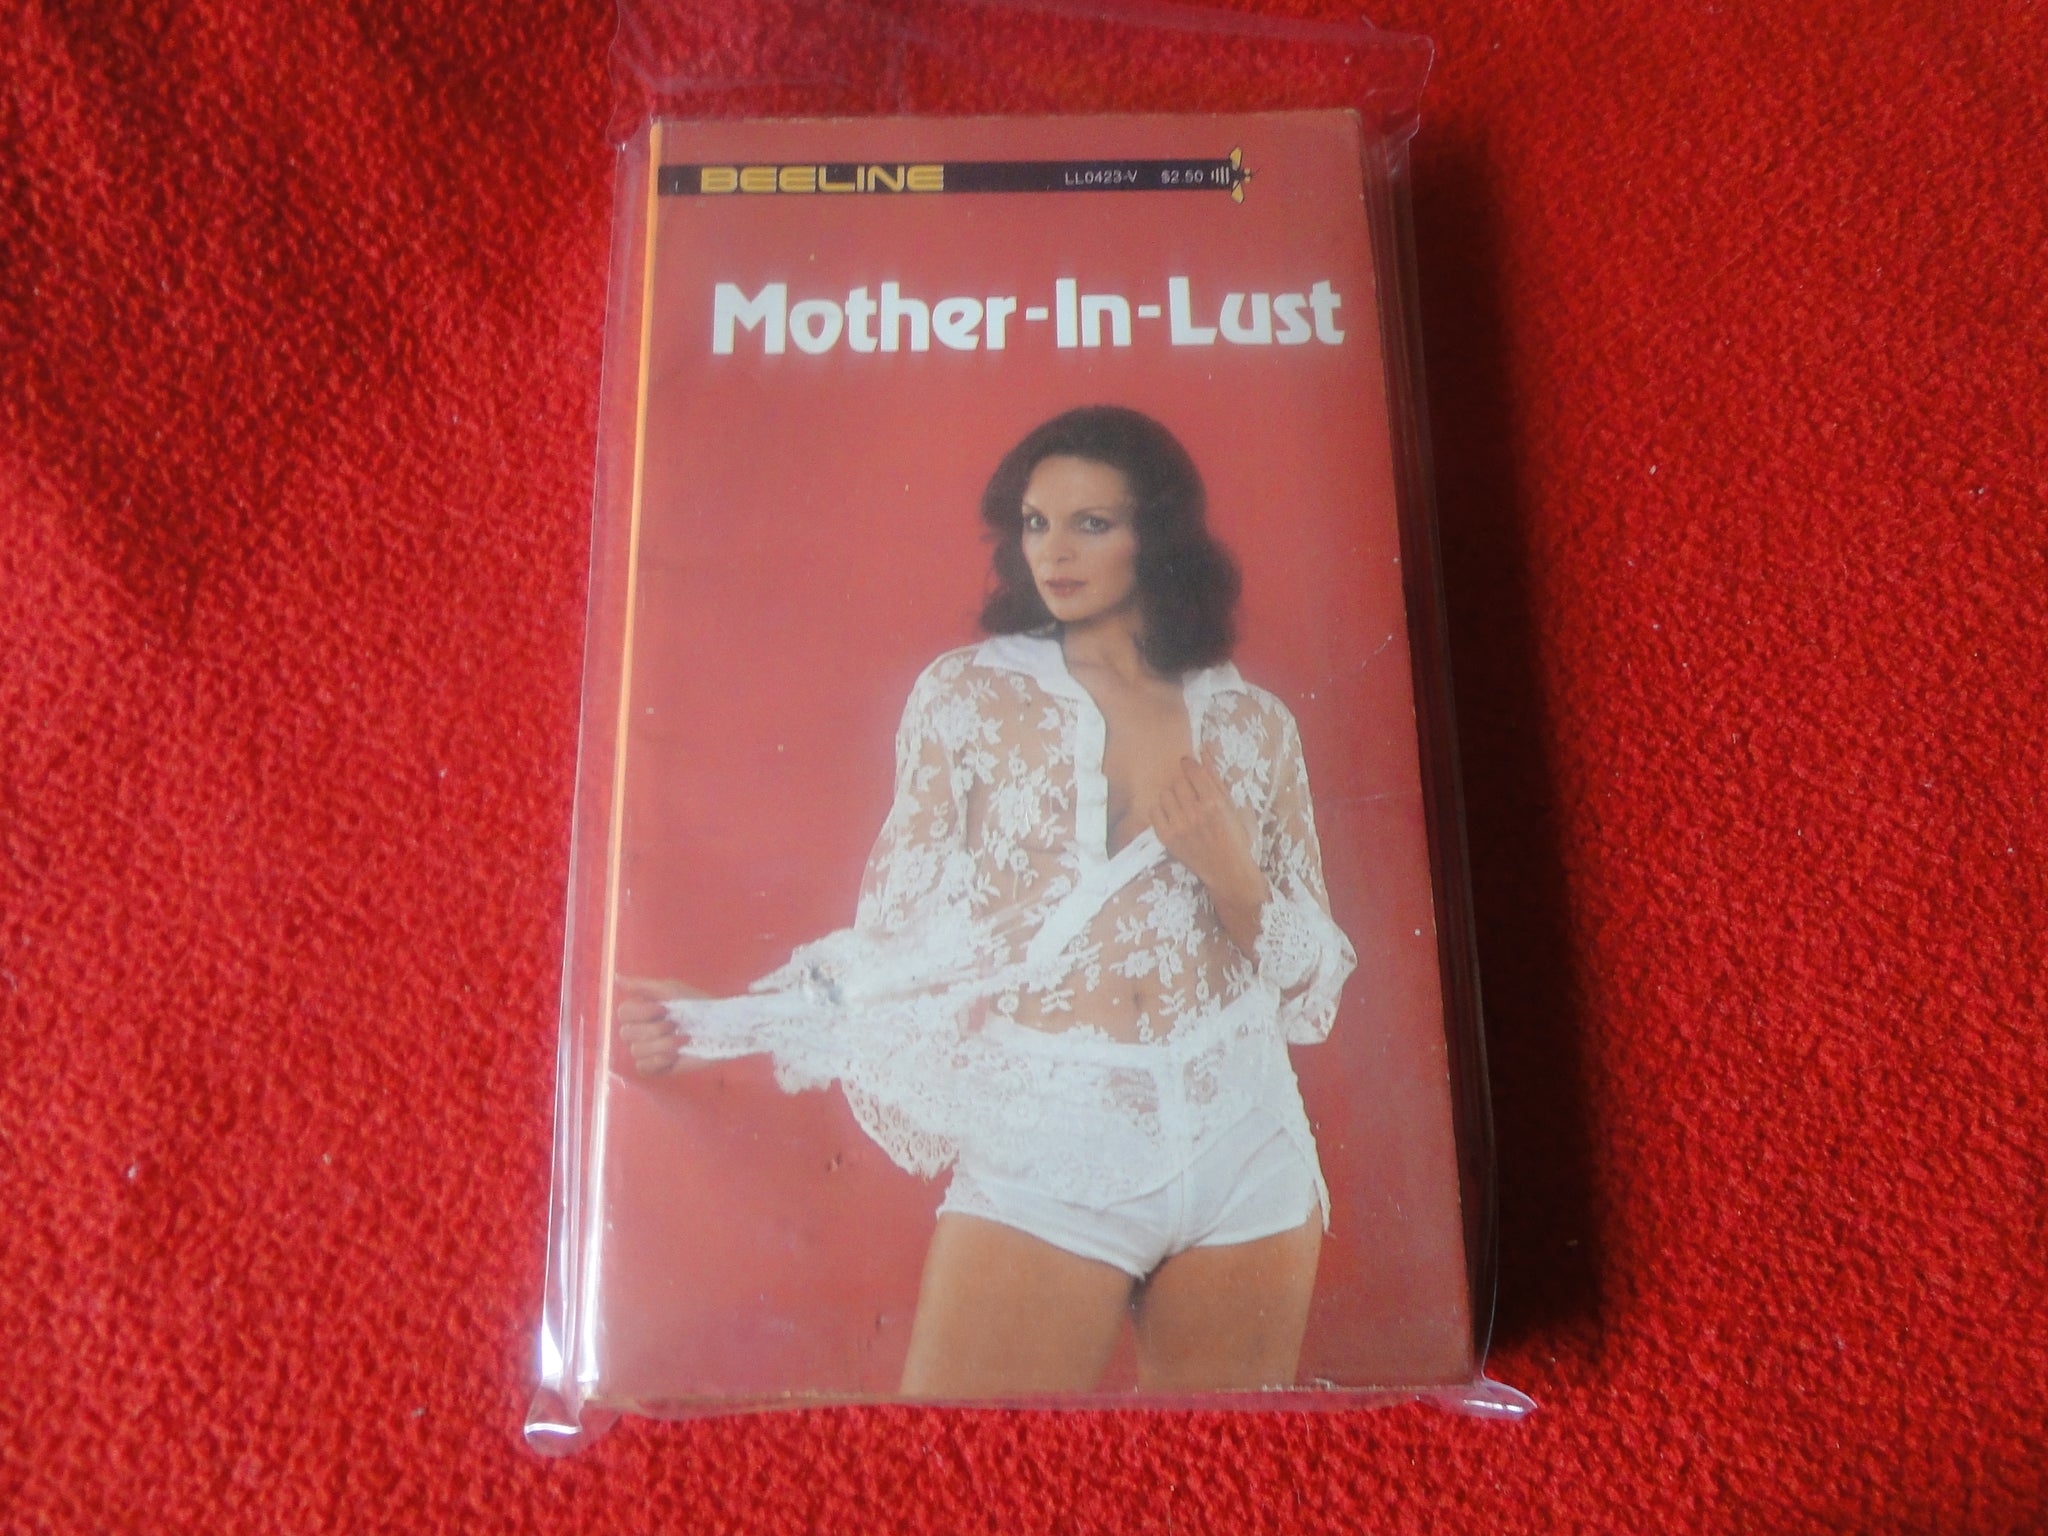 BEELINE LL0423-V $2.50
Mother-In-Lust